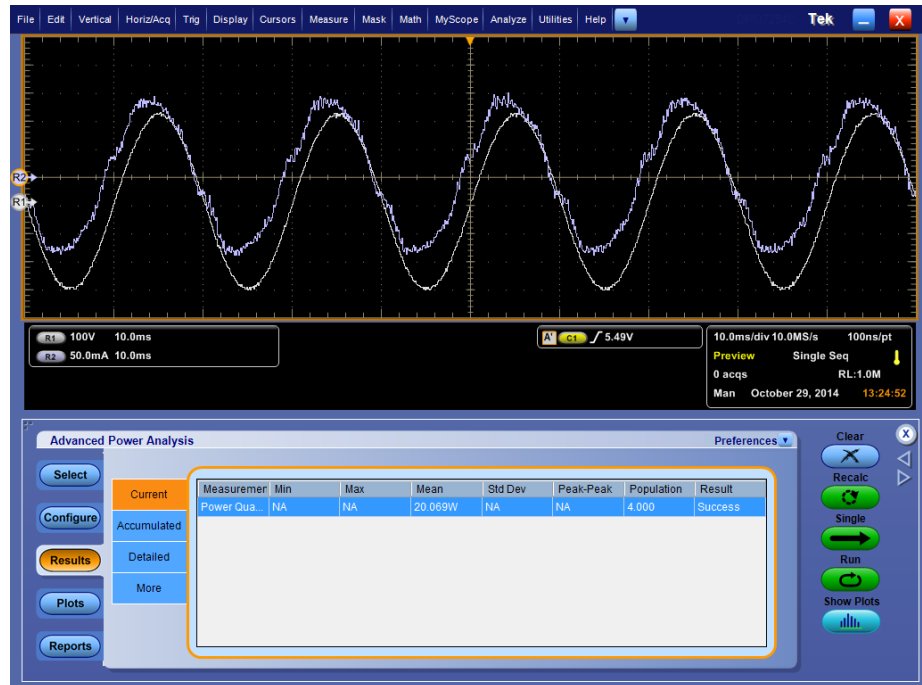 File Edit Vertical Horiz/Acq Trig Display Cursors Measure Mask Math MyScope Analyze Utilities Help Tek X
R2
R1
R1 100V 10.0ms
R2 50.0mA 10.0ms
A' C1 5.49V
10.0ms/div 10.0MS/s 100ns/pt
Preview Single Seq
0 acqs RL:1.0M
Man October 29, 2014 13:24:52
Advanced Power Analysis Preferences
Select
Configure
Results
Plots
Reports
Current
Accumulated
Detailed
More
Measuremer Min Max Mean Std Dev Peak-Peak Population Result
Power Qua... NA NA 20.069W NA NA 4.000 Success
Clear
X
Recalc
Single
Run
Show Plots